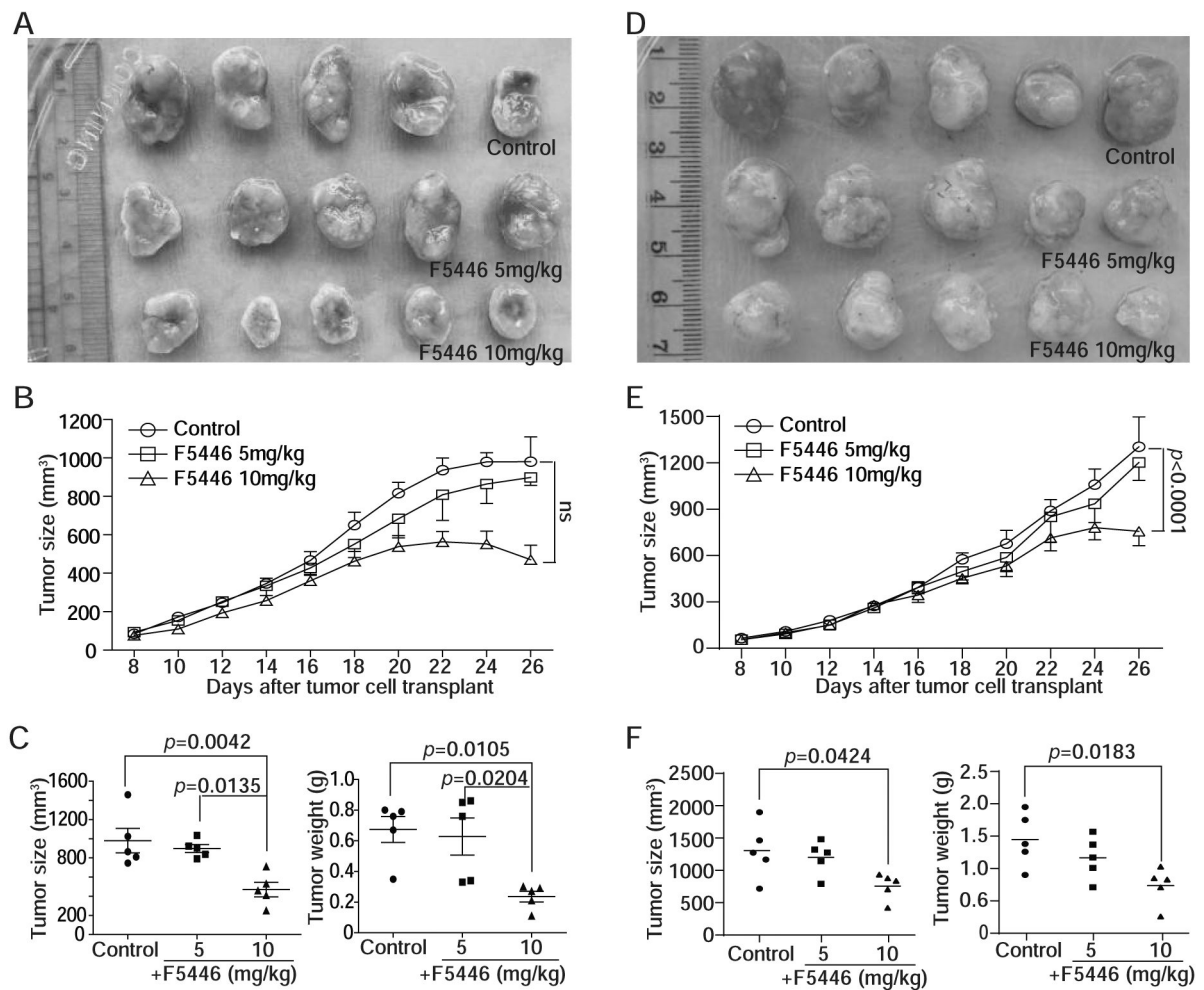 A
Control
F5446 5mg/kg
F5446 10mg/kg
D
1
2
3
4
5
6
7
Control
F5446 5mg/kg
F5446 10mg/kg
B
Tumor size (mm³)
1200
1000
800
600
400
200
0
Control
F5446 5mg/kg
F5446 10mg/kg
ns
8 10 12 14 16 18 20 22 24 26
Days after tumor cell transplant
E
Tumor size (mm³)
1500
1200
900
600
300
0
Control
F5446 5mg/kg
F5446 10mg/kg
p<0.00001
8 10 12 14 16 18 20 22 24 26
Days after tumor cell transplant
C
Tumor size (mm³)
1600
1200
800
400
200
0
p=0.0042
p=0.0135
Control 5 10
+F5446 (mg/kg)
Tumor weight (g)
1.0
0.8
0.6
0.4
0.2
0
p=0.0105
p=0.0204
Control 5 10
+F5446 (mg/kg)
F
Tumor size (mm³)
2500
2000
1500
1000
500
0
p=0.0424
Control 5 10
+F5446 (mg/kg)
Tumor weight (g)
2.5
2.0
1.5
1.0
0.5
0
p=0.0183
Control 5 10
+F5446 (mg/kg)